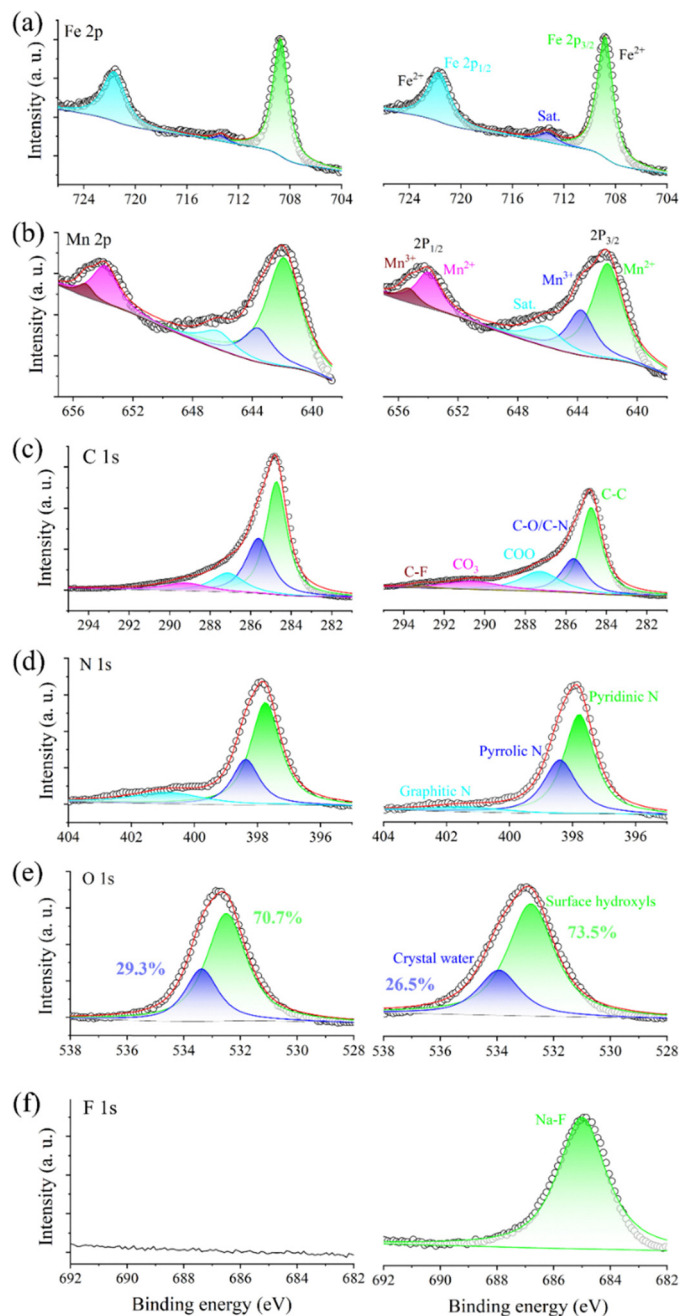 (a)
Fe 2p
Fe²⁺
Fe 2p₁/₂
Sat.
Fe 2p₃/₂
Fe²⁺
Intensity (a. u.)
724 720 716 712 708 704
724 720 716 712 708 704
(b)
Mn 2p
Mn³⁺
2P₁/₂
Mn²⁺
Sat.
Mn³⁺
2P₃/₂
Mn²⁺
Intensity (a. u.)
656 652 648 644 640
656 652 648 644 640
(c)
C 1s
C-F
CO₃
COO
C-O/C-N
C-C
Intensity (a. u.)
294 292 290 288 286 284 282
294 292 290 288 286 284 282
(d)
N 1s
Graphitic N
Pyrrolic N
Pyridinic N
Intensity (a. u.)
404 402 400 398 396
404 402 400 398 396
(e)
O 1s
29.3%
70.7%
Crystal water
26.5%
Surface hydroxyls
73.5%
Intensity (a. u.)
538 536 534 532 530 528
538 536 534 532 530 528
(f)
F 1s
Na-F
Intensity (a. u.)
692 690 688 686 684 682
692 690 688 686 684 682
Binding energy (eV)
Binding energy (eV)